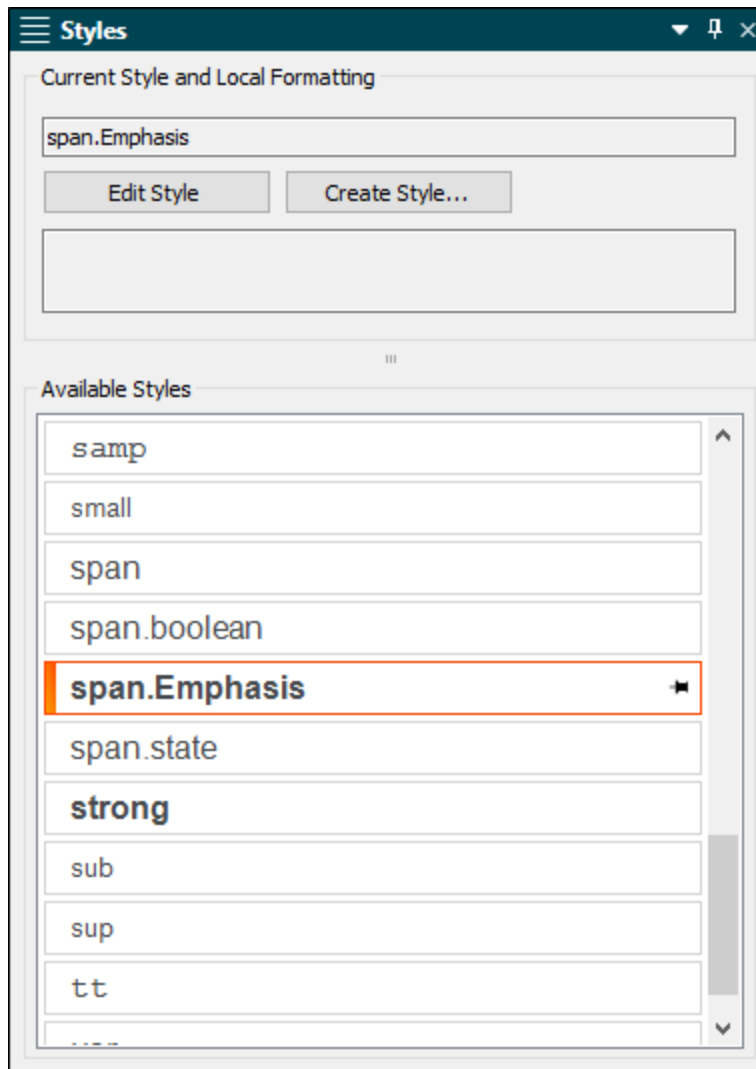 Styles
Current Style and Local Formatting
span.Emphasis
Edit Style Create Style...
Available Styles
samp
small
span
span.boolean
span.Emphasis
span.state
strong
sub
sup
tt